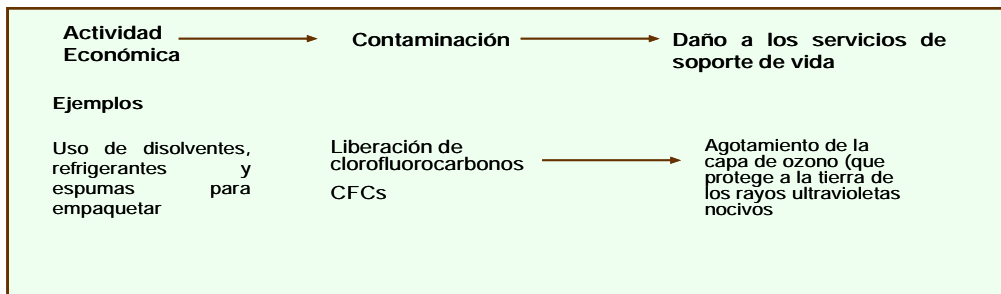 Actividad
Económica
Contaminación
Daño a los servicios de
soporte de vida
Ejemplos
Uso de disolventes,
refrigerantes y
espumas para
empaquetar
Liberación de
clorofluorocarbonos
CFCs
Agotamiento de la
capa de ozono (que
protege a la tierra de
los rayos ultravioletas
nocivos